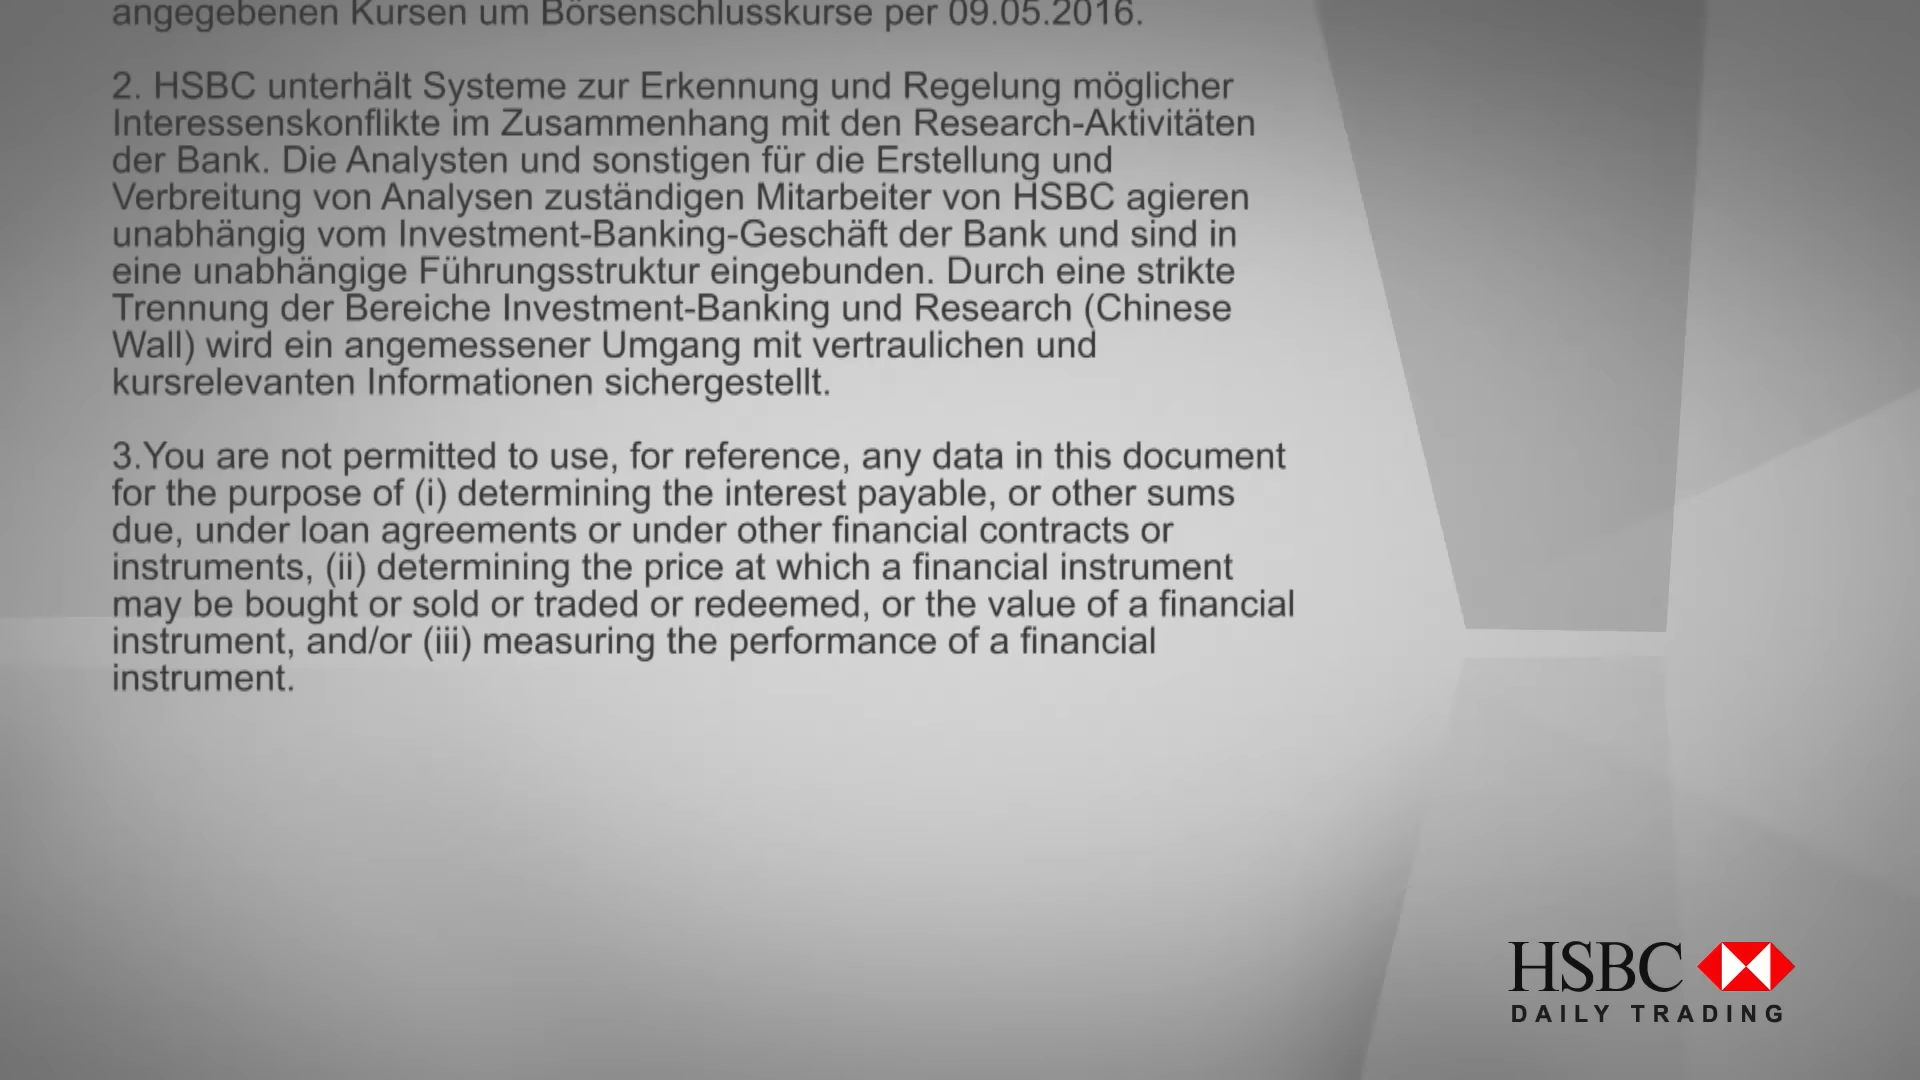 angegebenen Kursen um Börsenschlusskurse per 09.05.2016.
2. HSBC unterhält Systeme zur Erkennung und Regelung möglicher
Interessenskonflikte im Zusammenhang mit den Research-Aktivitäten
der Bank. Die Analysten und sonstigen für die Erstellung und
Verbreitung von Analysen zuständigen Mitarbeiter von HSBC agieren
unabhängig vom Investment-Banking-Geschäft der Bank und sind in
eine unabhängige Führungsstruktur eingebunden. Durch eine strikte
Trennung der Bereiche Investment-Banking und Research (Chinese
Wall) wird ein angemessener Umgang mit vertraulichen und
kursrelevanten Informationen sichergestellt.
3.You are not permitted to use, for reference, any data in this document
for the purpose of (i) determining the interest payable, or other sums
due, under loan agreements or under other financial contracts or
instruments, (ii) determining the price at which a financial instrument
may be bought or sold or traded or redeemed, or the value of a financial
instrument, and/or (iii) measuring the performance of a financial
instrument.
HSBC
DAILY TRADING